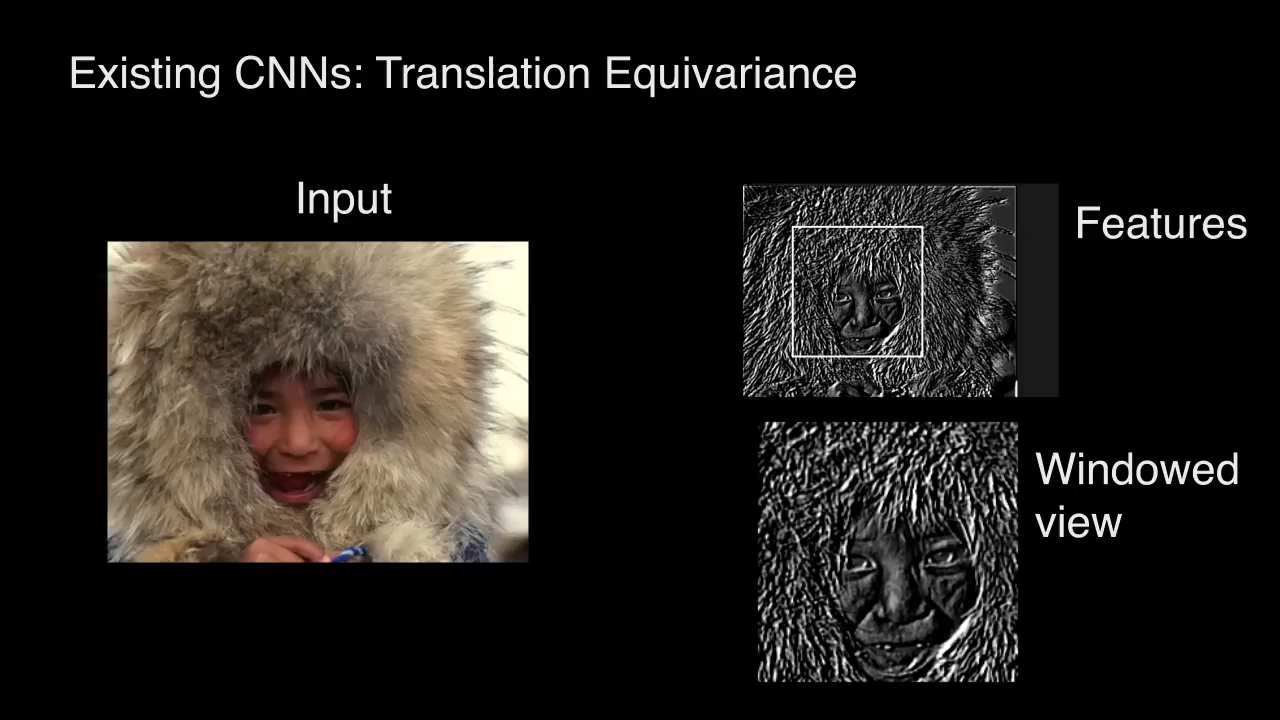 Existing CNNs: Translation Equivariance
Input
Features
Windowed
view